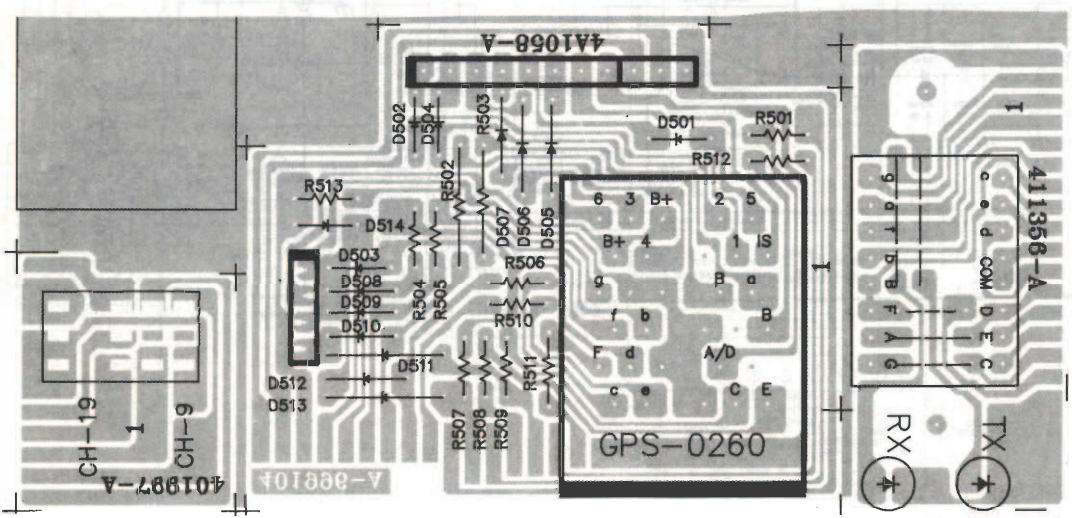 4A1058-A
D502
D504
R503
D501
R501
R512
R502
R513
D514
D507
D506
D505
6 3 B+ 2 5
B+ 4 1 IS
g B a
f b B
F d A/D
c e C E
GPS-0260
1
D503
D508
D509
D510
D511
D512
D513
R504
R505
R506
R510
R511
R507
R508
R509
401996-A
CH-19
1
CH-9
401997-A
1
411356-A
g c
a e
f d
b COM
B
F D
A E
G C
RX
TX